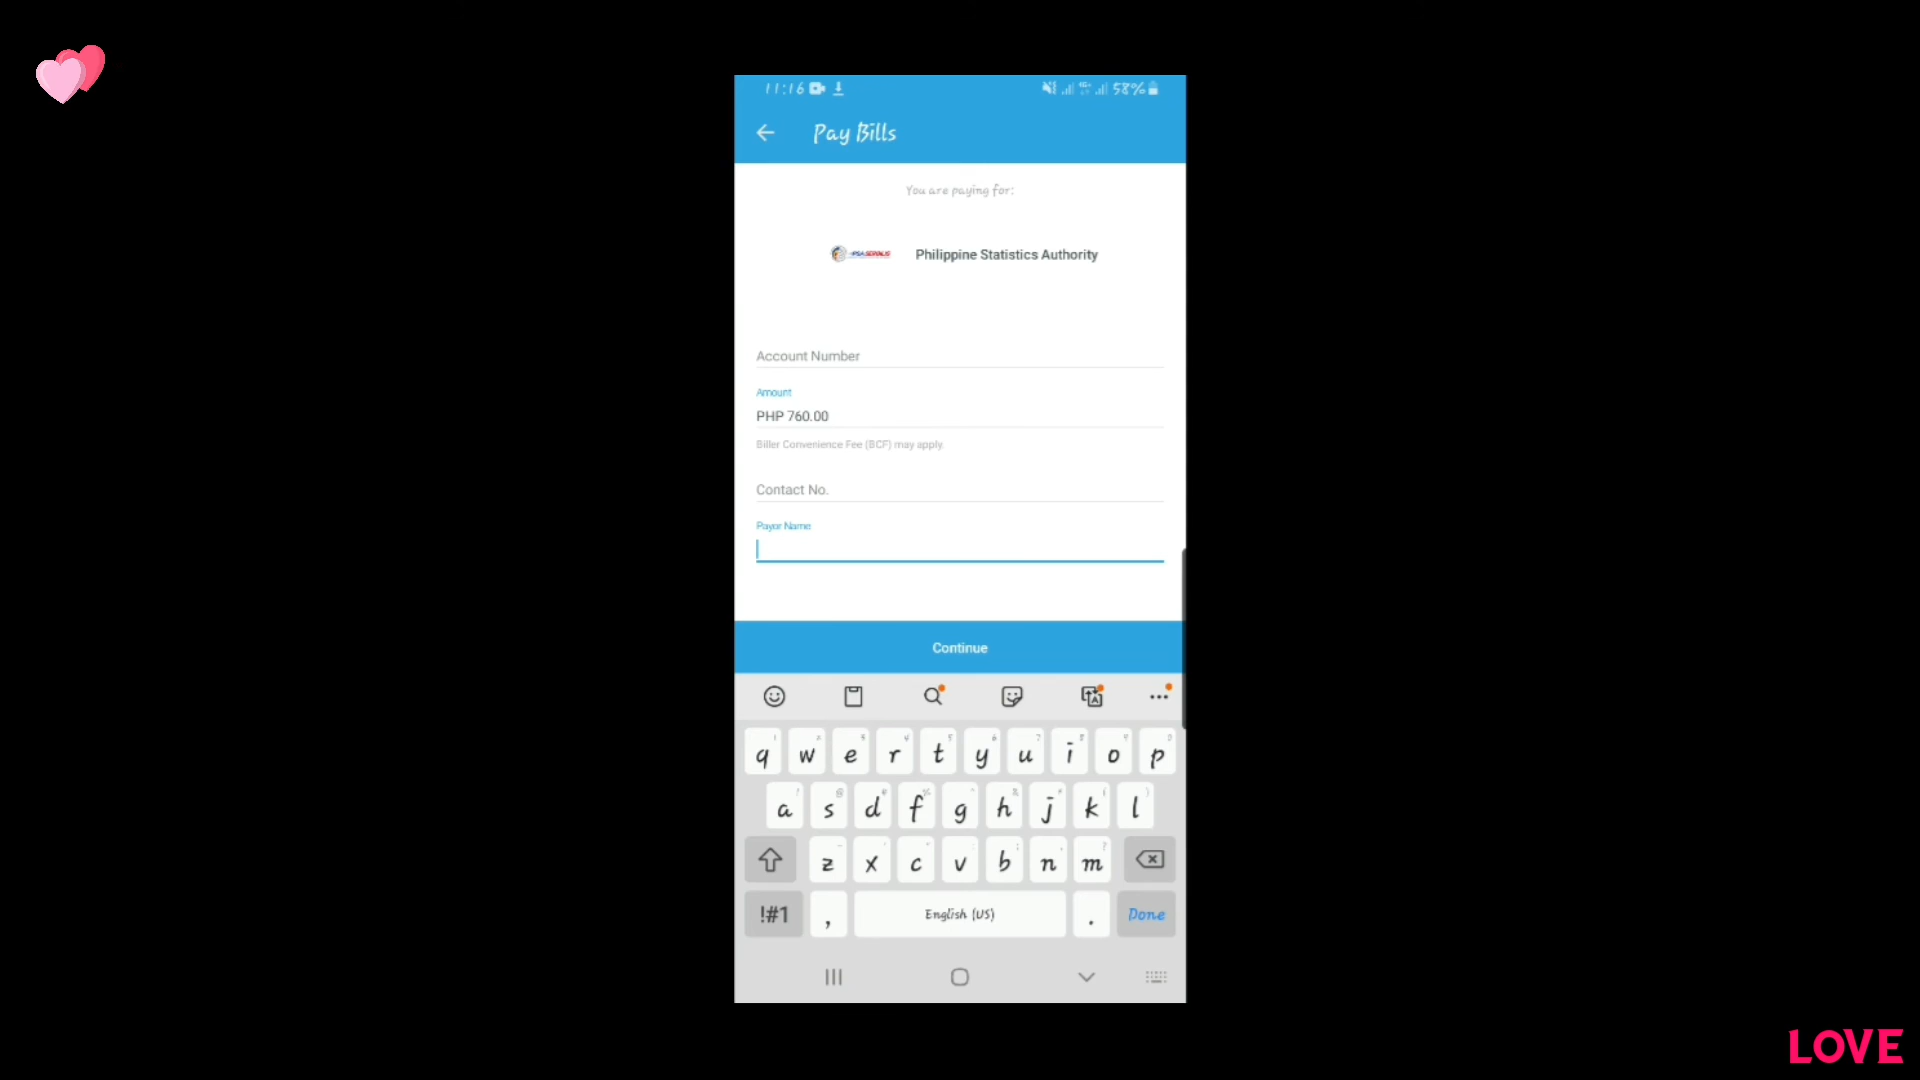 11:16 58%
Pay Bills
You are paying for:
PSASERBILIS Philippine Statistics Authority
Account Number
Amount
PHP 760.00
Biller Convenience Fee (BCF) may apply.
Contact No.
Payor Name
Continue
q w e r t y u i o p
a s d f g h j k l
z x c v b n m
!#1 , English (US) . Done
LOVE